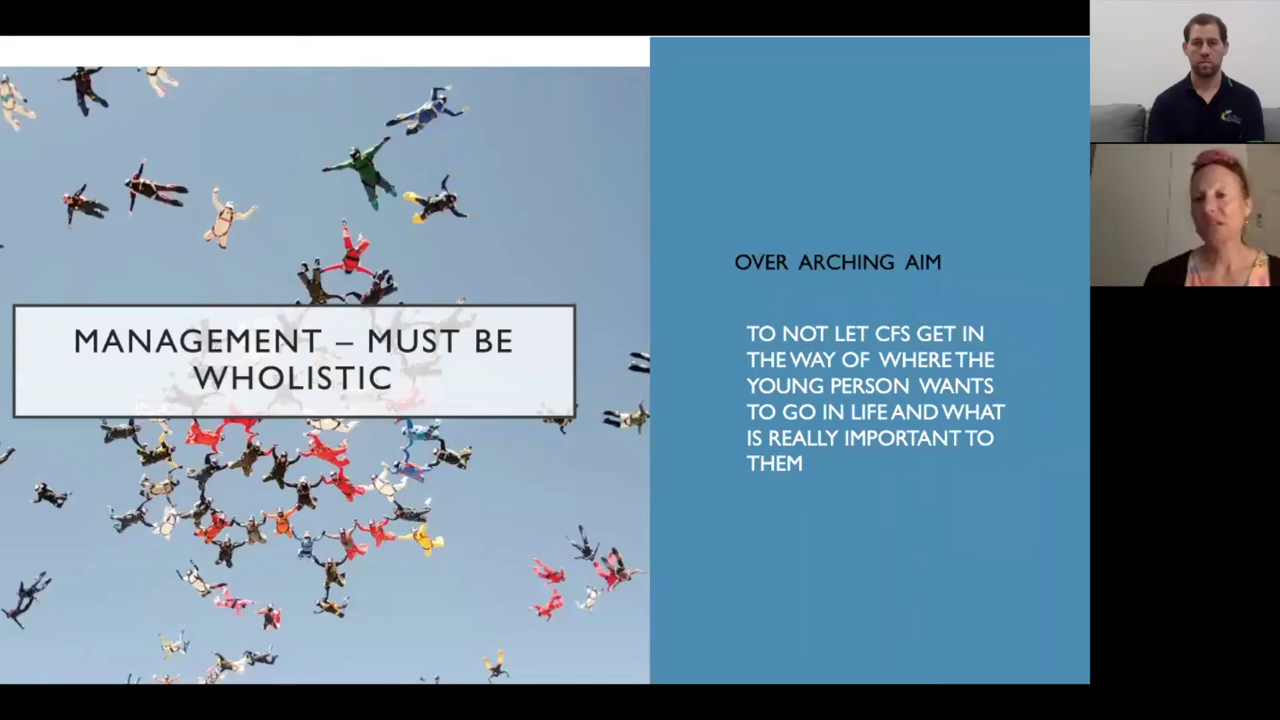 MANAGEMENT – MUST BE
WHOLISTIC
OVER ARCHING AIM
TO NOT LET CFS GET IN
THE WAY OF WHERE THE
YOUNG PERSON WANTS
TO GO IN LIFE AND WHAT
IS REALLY IMPORTANT TO
THEM